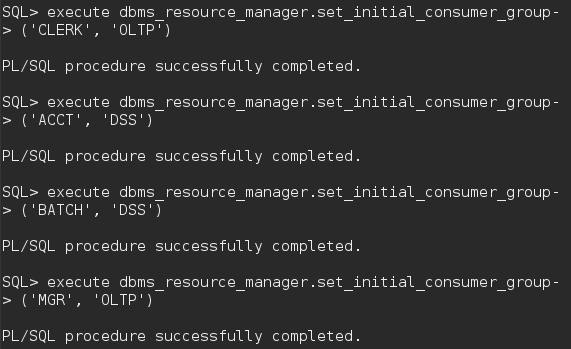 SQL> execute dbms_resource_manager.set_initial_consumer_group-
> ('CLERK', 'OLTP')
PL/SQL procedure successfully completed.
SQL> execute dbms_resource_manager.set_initial_consumer_group-
> ('ACCT', 'DSS')
PL/SQL procedure successfully completed.
SQL> execute dbms_resource_manager.set_initial_consumer_group-
> ('BATCH', 'DSS')
PL/SQL procedure successfully completed.
SQL> execute dbms_resource_manager.set_initial_consumer_group-
> ('MGR', 'OLTP')
PL/SQL procedure successfully completed.